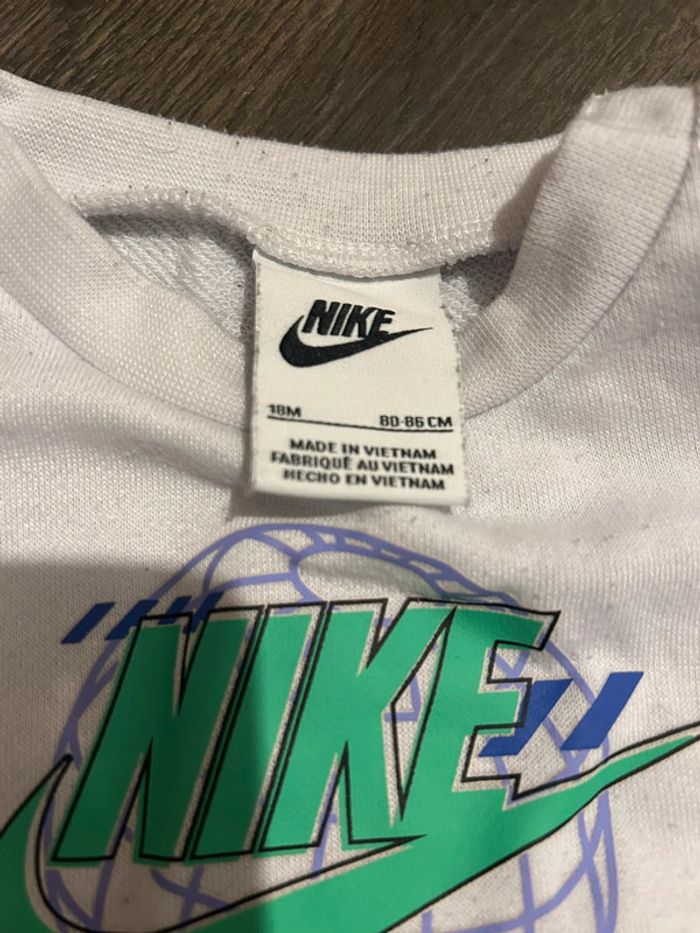 NIKE
18M 80-86 CM
MADE IN VIETNAM
FABRIQUÉ AU VIETNAM
HECHO EN VIETNAM
NIKE